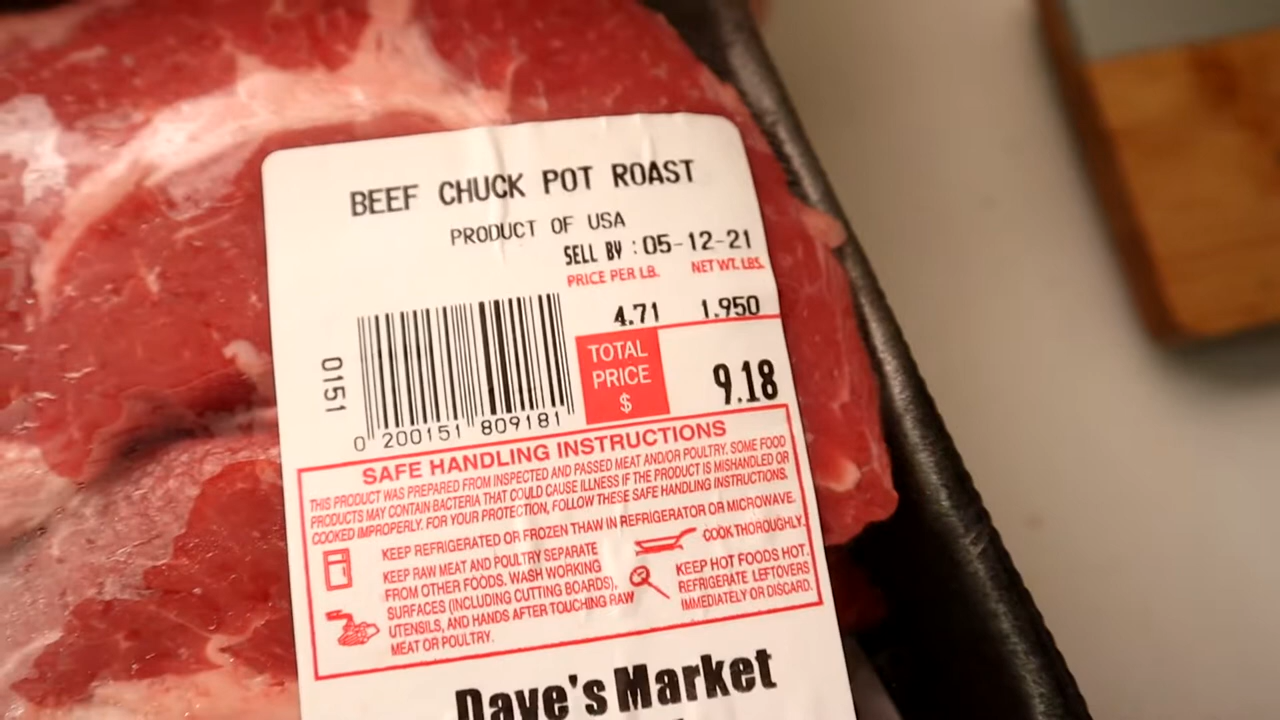 BEEF CHUCK POT ROAST
PRODUCT OF USA
SELL BY : 05-12-21
PRICE PER LB. NET WT. LBS.
4.71 1.950
TOTAL PRICE $ 9.18
0151
0 200151 809181
SAFE HANDLING INSTRUCTIONS
THIS PRODUCT WAS PREPARED FROM INSPECTED AND PASSED MEAT AND/OR POULTRY. SOME FOOD
PRODUCTS MAY CONTAIN BACTERIA THAT COULD CAUSE ILLNESS IF THE PRODUCT IS MISHANDLED OR
COOKED IMPROPERLY. FOR YOUR PROTECTION, FOLLOW THESE SAFE HANDLING INSTRUCTIONS.
KEEP REFRIGERATED OR FROZEN THAW IN REFRIGERATOR OR MICROWAVE.
KEEP RAW MEAT AND POULTRY SEPARATE
FROM OTHER FOODS. WASH WORKING
SURFACES (INCLUDING CUTTING BOARDS),
UTENSILS, AND HANDS AFTER TOUCHING RAW
MEAT OR POULTRY.
COOK THOROUGHLY.
KEEP HOT FOODS HOT.
REFRIGERATE LEFTOVERS
IMMEDIATELY OR DISCARD.
Dave's Market